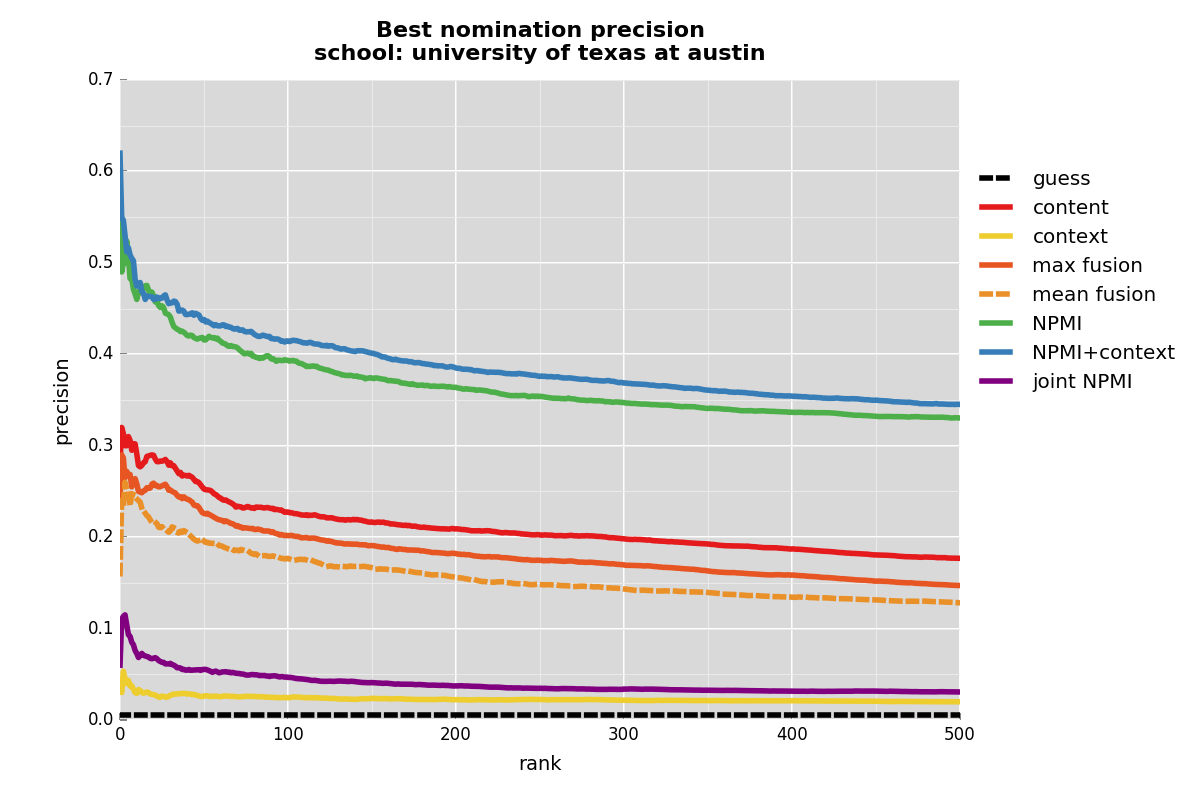 Best nomination precision
school: university of texas at austin
precision
0.7
0.6
0.5
0.4
0.3
0.2
0.1
0.0
0 100 200 300 400 500
rank
guess
content
context
max fusion
mean fusion
NPMI
NPMI+context
joint NPMI